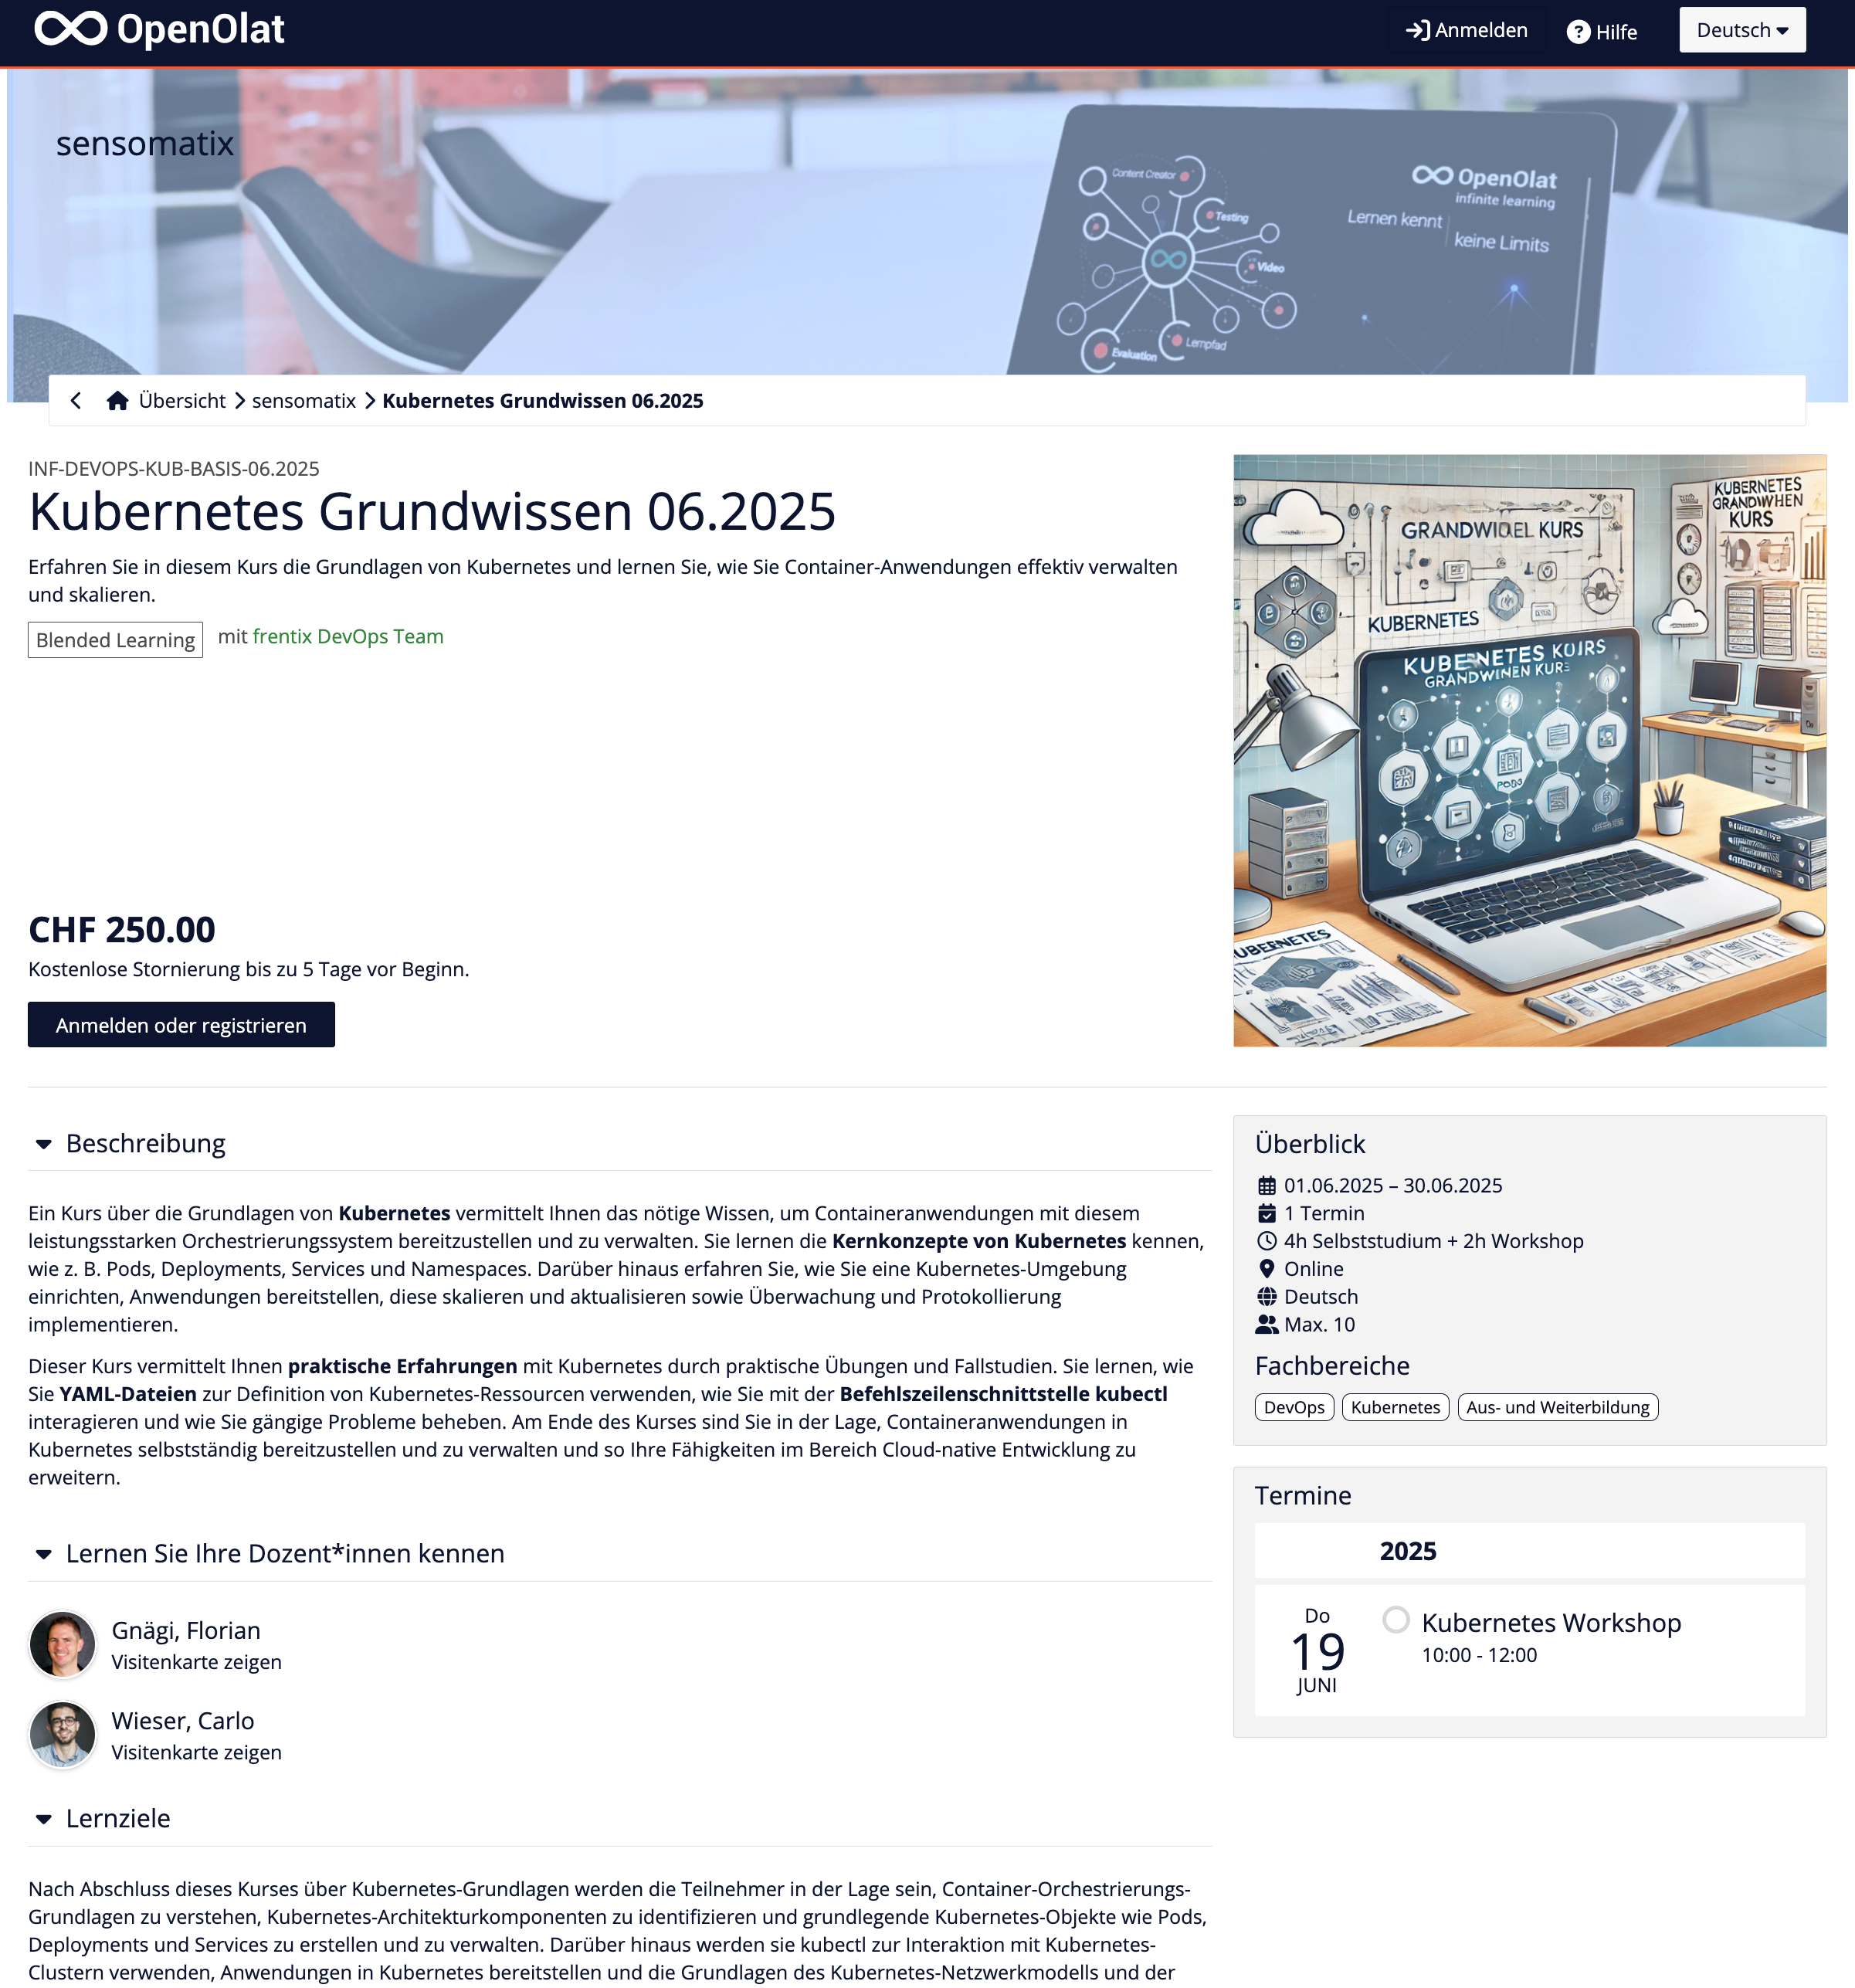 OpenOlat
Anmelden
Hilfe
Deutsch
sensomatix
Content Creator
Testing
Video
Lernpfad
Evaluation
OpenOlat
infinite learning
Lernen kennt
keine Limits
Übersicht
sensomatix
Kubernetes Grundwissen 06.2025
INF-DEVOPS-KUB-BASIS-06.2025
Kubernetes Grundwissen 06.2025
Erfahren Sie in diesem Kurs die Grundlagen von Kubernetes und lernen Sie, wie Sie Container-Anwendungen effektiv verwalten
und skalieren.
Blended Learning
mit frentix DevOps Team
CHF 250.00
Kostenlose Stornierung bis zu 5 Tage vor Beginn.
Anmelden oder registrieren
KUBERNETES
GRANDWHEN
KURS
GRANDWIDEL KURS
KUBERNETES
KUBERNETES KURS
PODS
UBEERNETES
Beschreibung
Ein Kurs über die Grundlagen von Kubernetes vermittelt Ihnen das nötige Wissen, um Containeranwendungen mit diesem
leistungsstarken Orchestrierungssystem bereitzustellen und zu verwalten. Sie lernen die Kernkonzepte von Kubernetes kennen,
wie z. B. Pods, Deployments, Services und Namespaces. Darüber hinaus erfahren Sie, wie Sie eine Kubernetes-Umgebung
einrichten, Anwendungen bereitstellen, diese skalieren und aktualisieren sowie Überwachung und Protokollierung
implementieren.
Dieser Kurs vermittelt Ihnen praktische Erfahrungen mit Kubernetes durch praktische Übungen und Fallstudien. Sie lernen, wie
Sie YAML-Dateien zur Definition von Kubernetes-Ressourcen verwenden, wie Sie mit der Befehlszeilenschnittstelle kubectl
interagieren und wie Sie gängige Probleme beheben. Am Ende des Kurses sind Sie in der Lage, Containeranwendungen in
Kubernetes selbstständig bereitzustellen und zu verwalten und so Ihre Fähigkeiten im Bereich Cloud-native Entwicklung zu
erweitern.
Lernen Sie Ihre Dozent*innen kennen
Gnägi, Florian
Visitenkarte zeigen
Wieser, Carlo
Visitenkarte zeigen
Lernziele
Nach Abschluss dieses Kurses über Kubernetes-Grundlagen werden die Teilnehmer in der Lage sein, Container-Orchestrierungs-
Grundlagen zu verstehen, Kubernetes-Architekturkomponenten zu identifizieren und grundlegende Kubernetes-Objekte wie Pods,
Deployments und Services zu erstellen und zu verwalten. Darüber hinaus werden sie kubectl zur Interaktion mit Kubernetes-
Clustern verwenden, Anwendungen in Kubernetes bereitstellen und die Grundlagen des Kubernetes-Netzwerkmodells und der
Überblick
01.06.2025 – 30.06.2025
1 Termin
4h Selbststudium + 2h Workshop
Online
Deutsch
Max. 10
Fachbereiche
DevOps
Kubernetes
Aus- und Weiterbildung
Termine
2025
Do
19
JUNI
Kubernetes Workshop
10:00 - 12:00